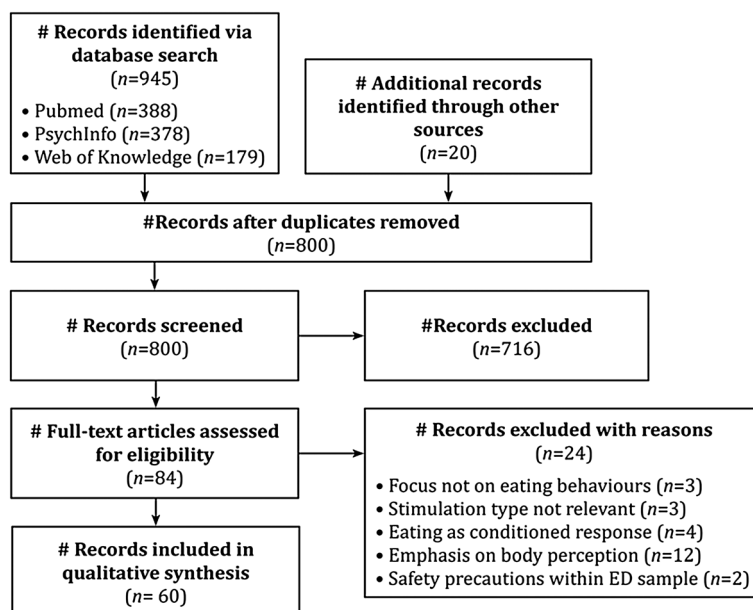 # Records identified via
database search
(n=945)
• Pubmed (n=388)
• PsychInfo (n=378)
• Web of Knowledge (n=179)
# Additional records
identified through other
sources
(n=20)
#Records after duplicates removed
(n=800)
# Records screened
(n=800)
#Records excluded
(n=716)
# Full-text articles assessed
for eligibility
(n=84)
# Records excluded with reasons
(n=24)
• Focus not on eating behaviours (n=3)
• Stimulation type not relevant (n=3)
• Eating as conditioned response (n=4)
• Emphasis on body perception (n=12)
• Safety precautions within ED sample (n=2)
# Records included in
qualitative synthesis
(n= 60)